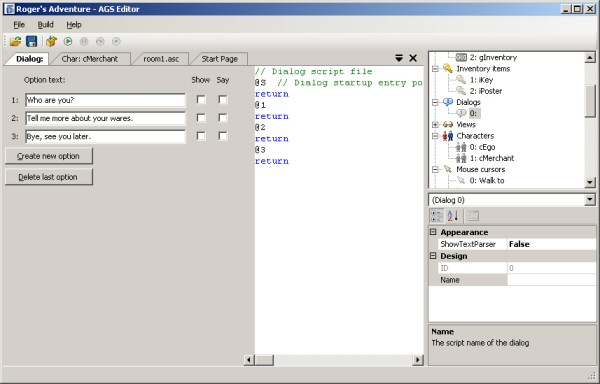 Roger's Adventure - AGS Editor
File Build Help
Dialog: Char: cMerchant room1.asc Start Page
Option text: Show Say
1: Who are you?
2: Tell me more about your wares.
3: Bye, see you later.
Create new option
Delete last option
// Dialog script file
@S // Dialog startup entry po
return
@1
return
@2
return
@3
return
2: gInventory
Inventory items
1: iKey
2: iPoster
Dialogs
0:
Views
Characters
0: cEgo
1: cMerchant
Mouse cursors
0: Walk to
(Dialog 0)
Appearance
ShowTextParser False
Design
ID 0
Name
Name
The script name of the dialog